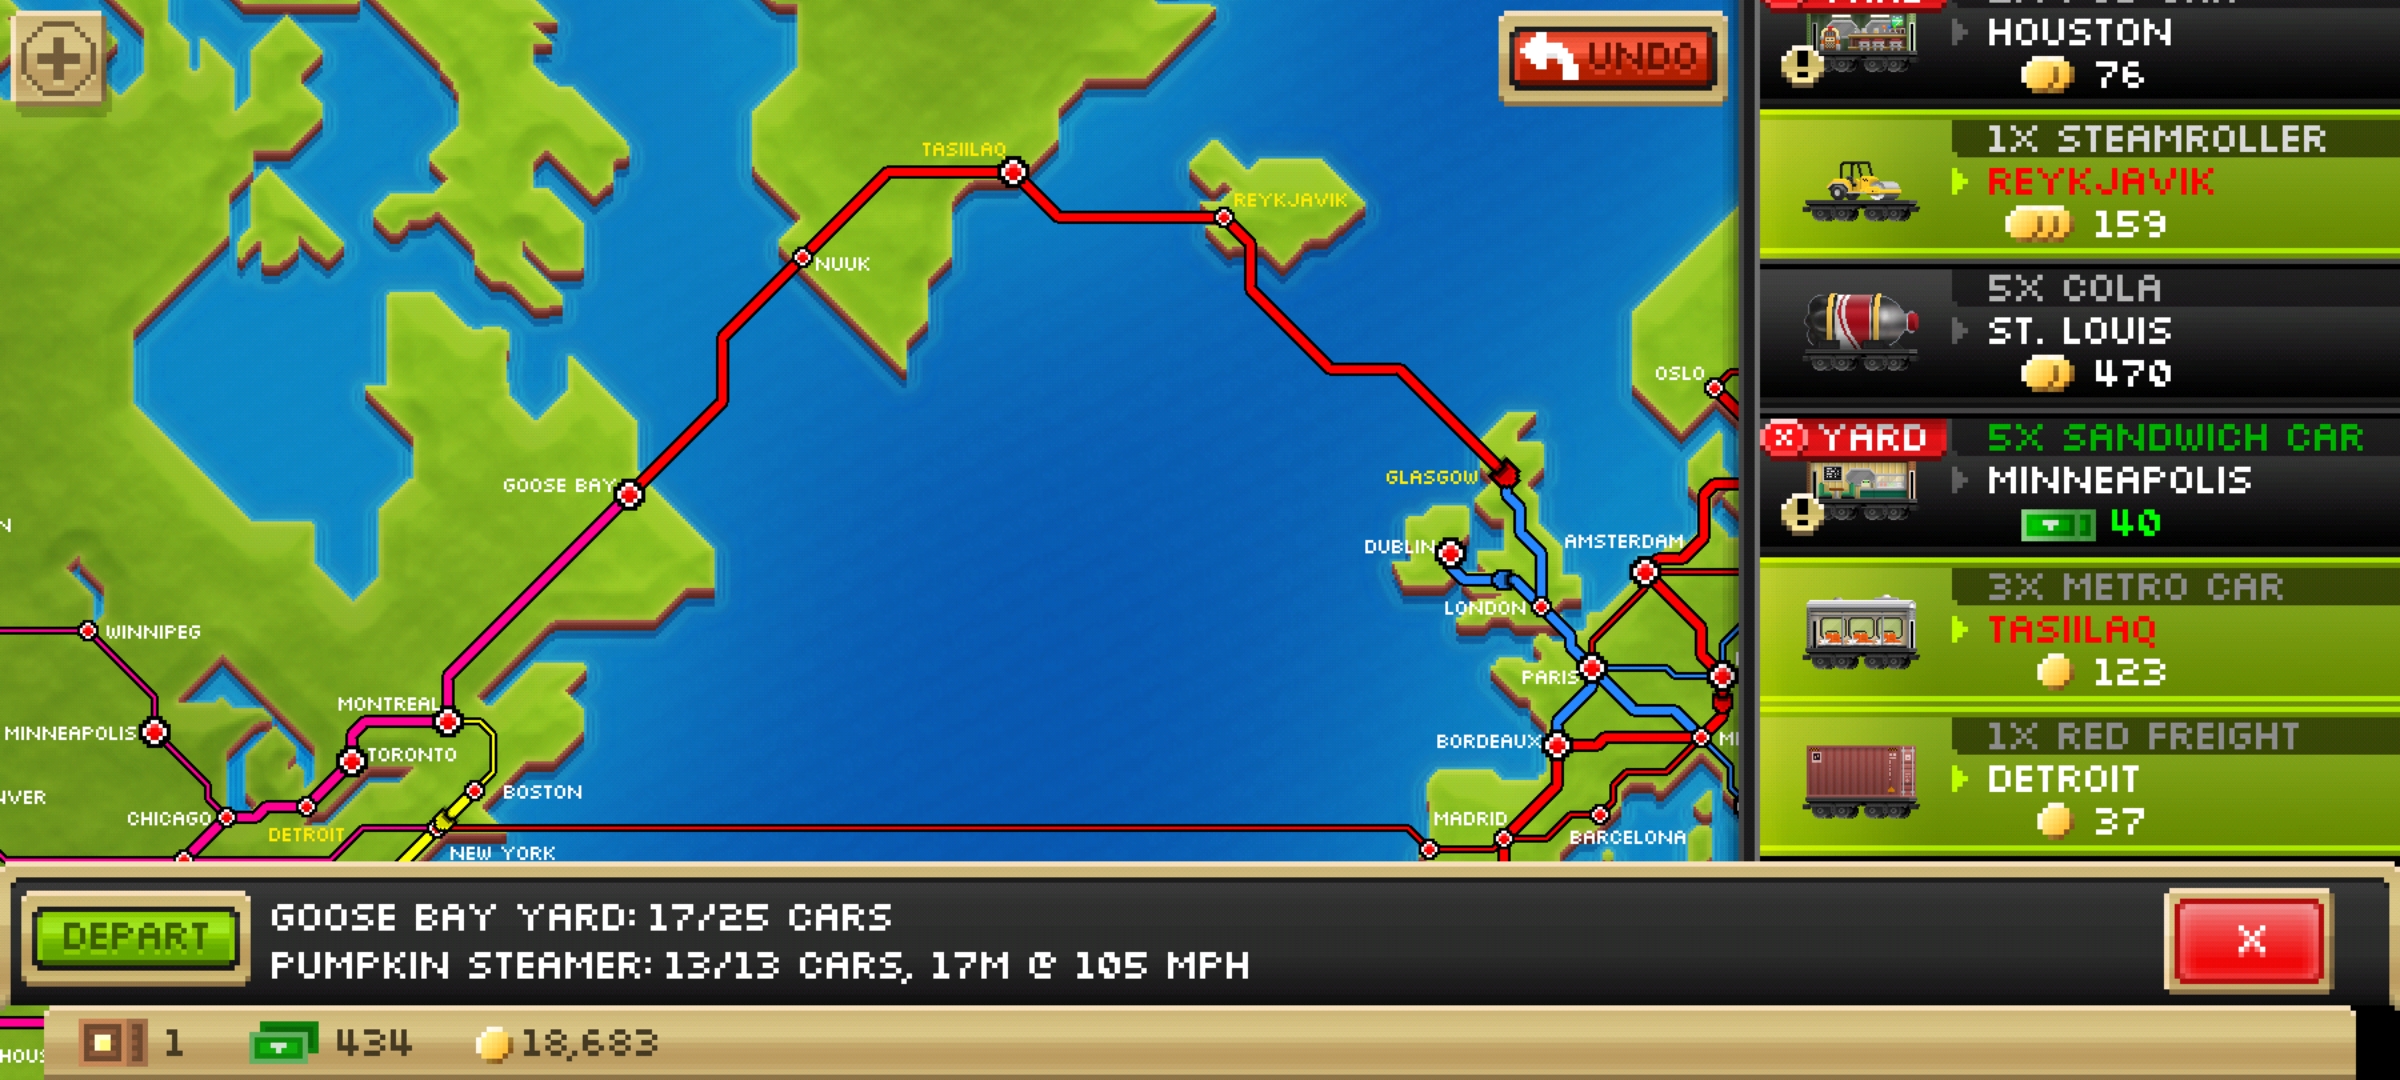 UNDO
TASIILAQ
REYKJAVIK
NUUK
OSLO
GOOSE BAY
GLASGOW
DUBLIN
AMSTERDAM
LONDON
WINNIPEG
PARIS
MONTREAL
MINNEAPOLIS
TORONTO
BORDEAUX
BOSTON
CHICAGO
DETROIT
MADRID
BARCELONA
NEW YORK
HOUSTON
76
1X STEAMROLLER
REYKJAVIK
159
5X COLA
ST. LOUIS
470
YARD
5X SANDWICH CAR
MINNEAPOLIS
40
3X METRO CAR
TASIILAQ
123
1X RED FREIGHT
DETROIT
37
DEPART
GOOSE BAY YARD: 17/25 CARS
PUMPKIN STEAMER: 13/13 CARS, 17M @ 105 MPH
X
1
434
18,683